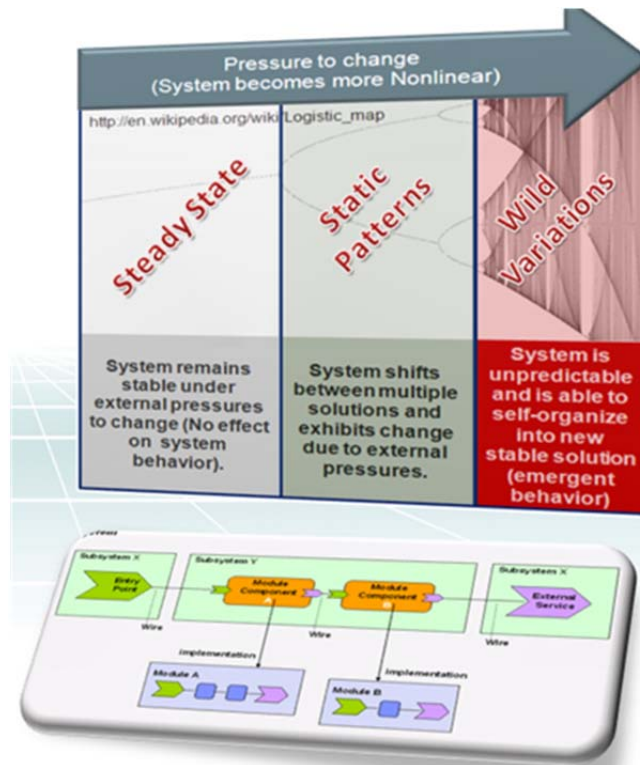 Pressure to change
(System becomes more Nonlinear)
http://en.wikipedia.org/wiki/Logistic_map
Steady State
Static
Patterns
Wild
Variations
System remains
stable under
external pressures
to change (No effect
on system
behavior).
System shifts
between multiple
solutions and
exhibits change
due to external
pressures.
System is
unpredictable
and is able to
self-organize
into new
stable solution
(emergent
behavior)
Subsystem X
Subsystem Y
Subsystem X
Entry
Point
Module
Component
A
Module
Component
B
External
Service
Wire
Wire
Wire
implementation
implementation
Module A
Module B